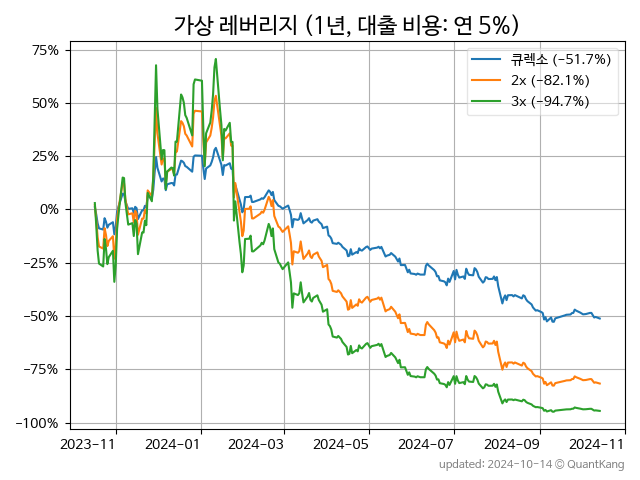 가상 레버리지 (1년, 대출 비용: 연 5%)
큐렉소 (−51.7%)
2x (−82.1%)
3x (−94.7%)
75%
50%
25%
0%
−25%
−50%
−75%
−100%
2023-11 2024-01 2024-03 2024-05 2024-07 2024-09 2024-11
updated: 2024-10-14 ⓒ QuantKang